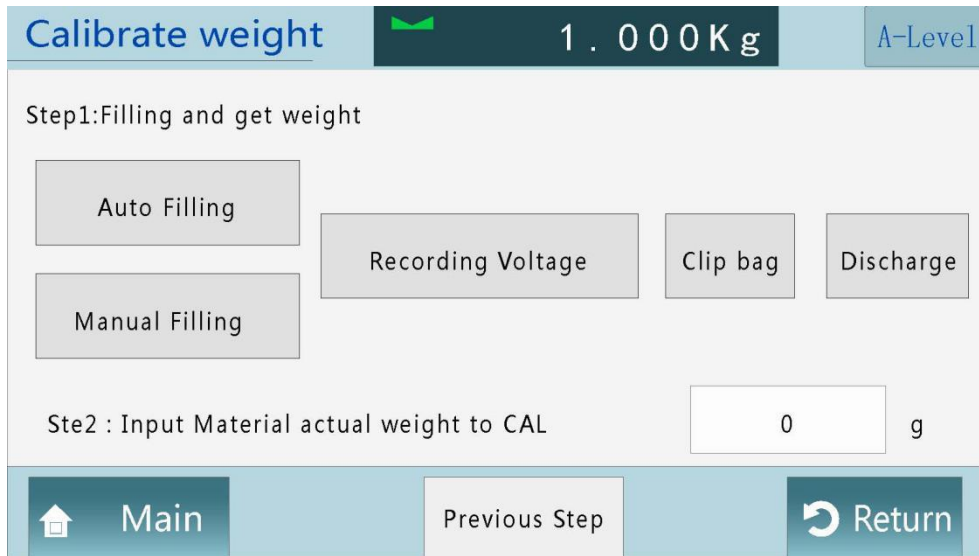 Calibrate weight
1.000Kg
A-Level
Step1:Filling and get weight
Auto Filling
Manual Filling
Recording Voltage
Clip bag
Discharge
Ste2 : Input Material actual weight to CAL
0
g
Main
Previous Step
Return